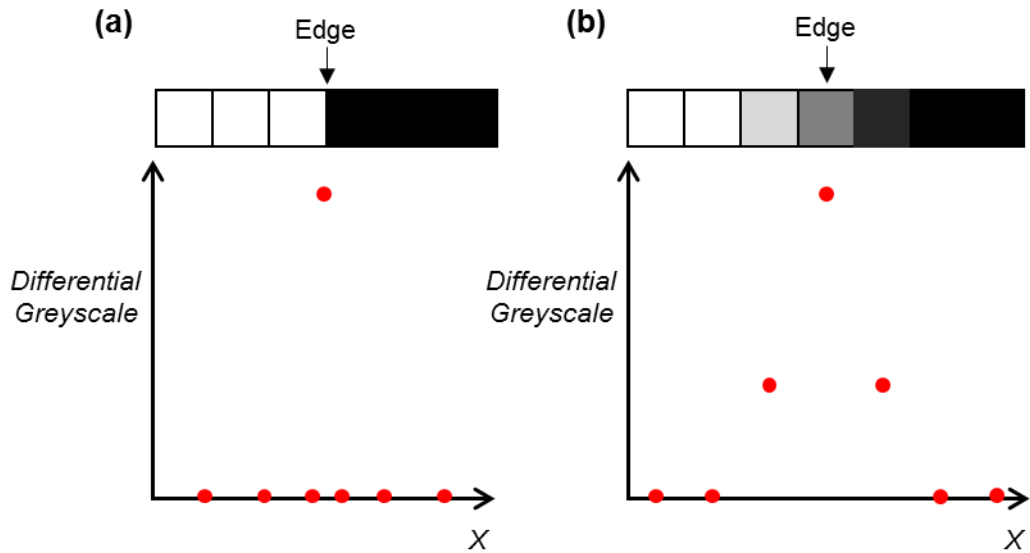 (a)
Edge
Differential
Greyscale
X
(b)
Edge
Differential
Greyscale
X